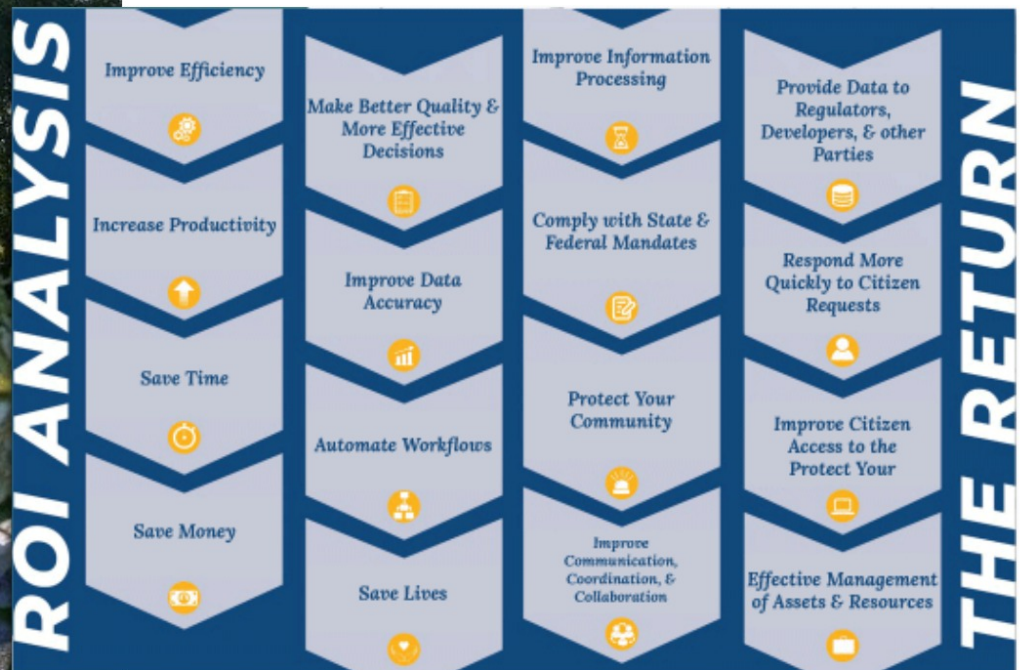 ROI ANALYSIS
Improve Efficiency
Increase Productivity
Save Time
Save Money
Make Better Quality &
More Effective
Decisions
Improve Data
Accuracy
Automate Workflows
Save Lives
Improve Information
Processing
Comply with State &
Federal Mandates
Protect Your
Community
Improve
Communication,
Coordination, &
Collaboration
Provide Data to
Regulators,
Developers, & other
Parties
Respond More
Quickly to Citizen
Requests
Improve Citizen
Access to the
Protect Your
Effective Management
of Assets & Resources
THE RETURN